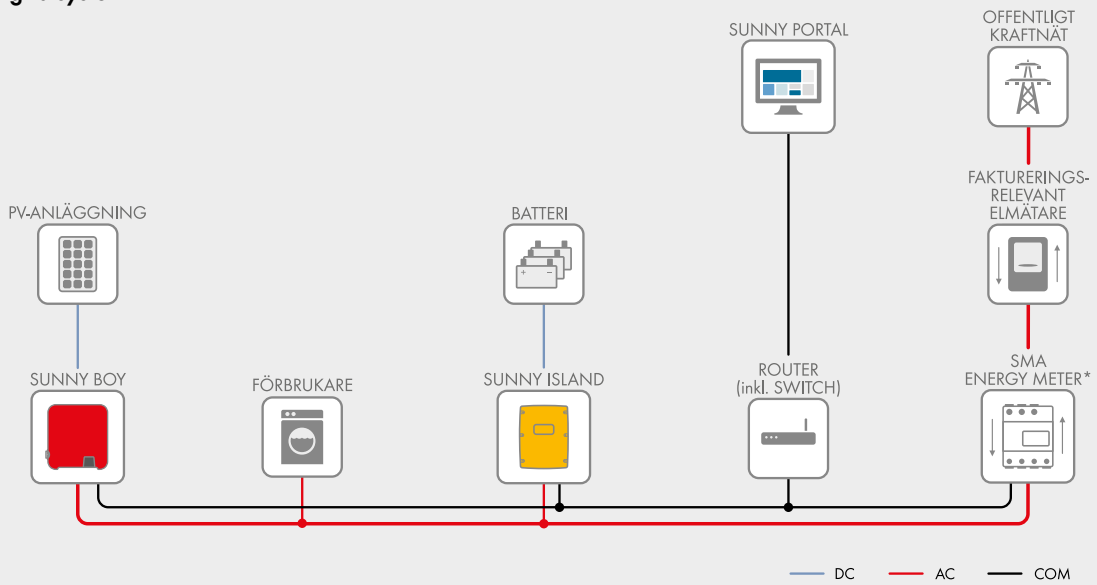 SUNNY PORTAL
OFFENTLIGT
KRAFTNÄT
FAKTURERINGS-
RELEVANT
ELMÄTARE
PV-ANLÄGGNING
BATTERI
+ −
SUNNY BOY
FÖRBRUKARE
SUNNY ISLAND
ROUTER
(inkl. SWITCH)
SMA
ENERGY METER*
DC
AC
COM